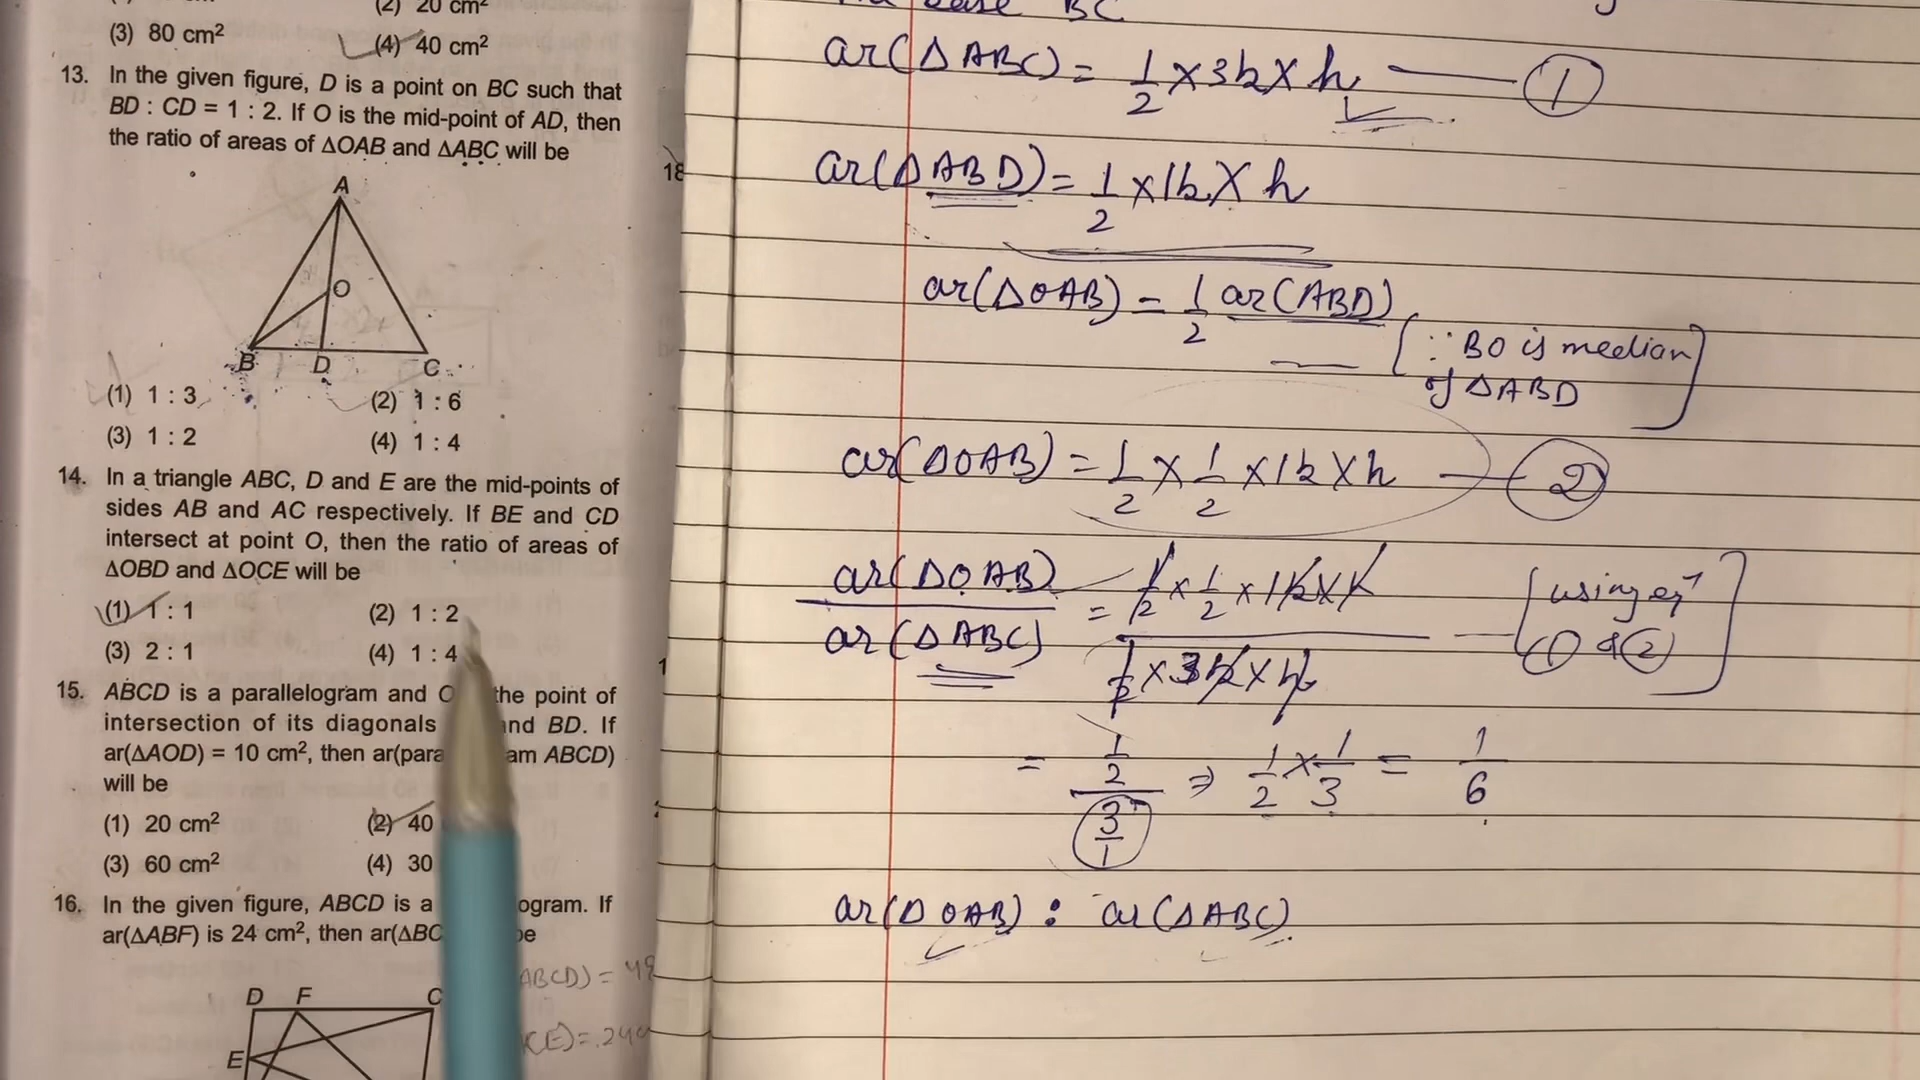 (2) 20 cm²
(3) 80 cm²
(4) 40 cm²
13. In the given figure, D is a point on BC such that
BD : CD = 1 : 2. If O is the mid-point of AD, then
the ratio of areas of ΔOAB and ΔABC will be
A
O
B D C
(1) 1 : 3
(2) 1 : 6
(3) 1 : 2
(4) 1 : 4
14. In a triangle ABC, D and E are the mid-points of
sides AB and AC respectively. If BE and CD
intersect at point O, then the ratio of areas of
ΔOBD and ΔOCE will be
(1) 1 : 1
(2) 1 : 2
(3) 2 : 1
(4) 1 : 4
15. ABCD is a parallelogram and O the point of
intersection of its diagonals nd BD. If
ar(ΔAOD) = 10 cm², then ar(para am ABCD)
will be
(1) 20 cm²
(2) 40
(3) 60 cm²
(4) 30
16. In the given figure, ABCD is a ogram. If
ar(ΔABF) is 24 cm², then ar(ΔBC be
ABCD) = 48
D F C
E
18
base BC
ar(ΔABC) = 1/2 × 3k × h — 1
ar(ΔABD) = 1/2 × 1k × h
ar(ΔOAB) = 1/2 ar(ABD)
— [∵ BO is median
of ΔABD]
ar(ΔOAB) = 1/2 × 1/2 × 1k × h — 2
ar(ΔOAB)/ar(ΔABC) = (1/2 × 1/2 × 1k × h)/(1/2 × 3k × h) — [using eqⁿ
1 & 2]
= (1/2)/(3/1) ⇒ 1/2 × 1/3 = 1/6
ar(ΔOAB) : ar(ΔABC)